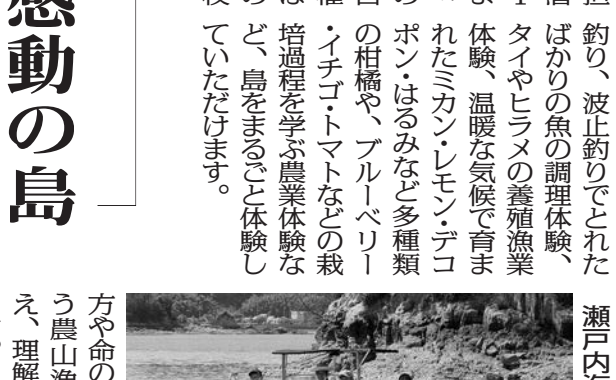 釣り、波止釣りでとれた
ばかりの魚の調理体験、
タイやヒラメの養殖漁業
体験、温暖な気候で育ま
れたミカン・レモン・デコ
ポン・はるみなど多種類
の柑橘や、ブルーベリー
・イチゴ・トマトなどの栽
培過程を学ぶ農業体験な
ど、島をまるごと体験し
ていただけます。
感動の島
瀬戸内海
方や命の
う農山漁
え、理解